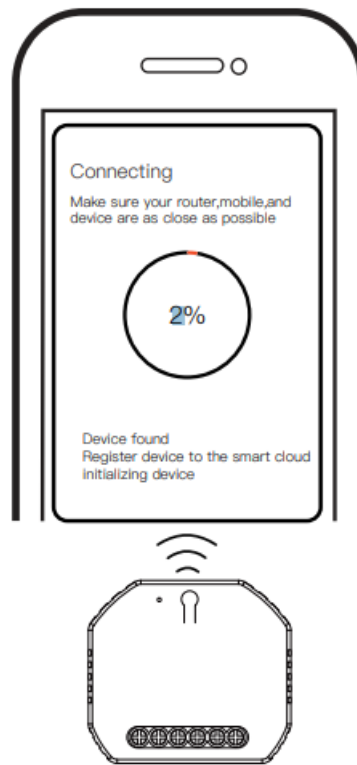 Connecting
Make sure your router,mobile,and
device are as close as possible
2%
Device found
Register device to the smart cloud
initializing device